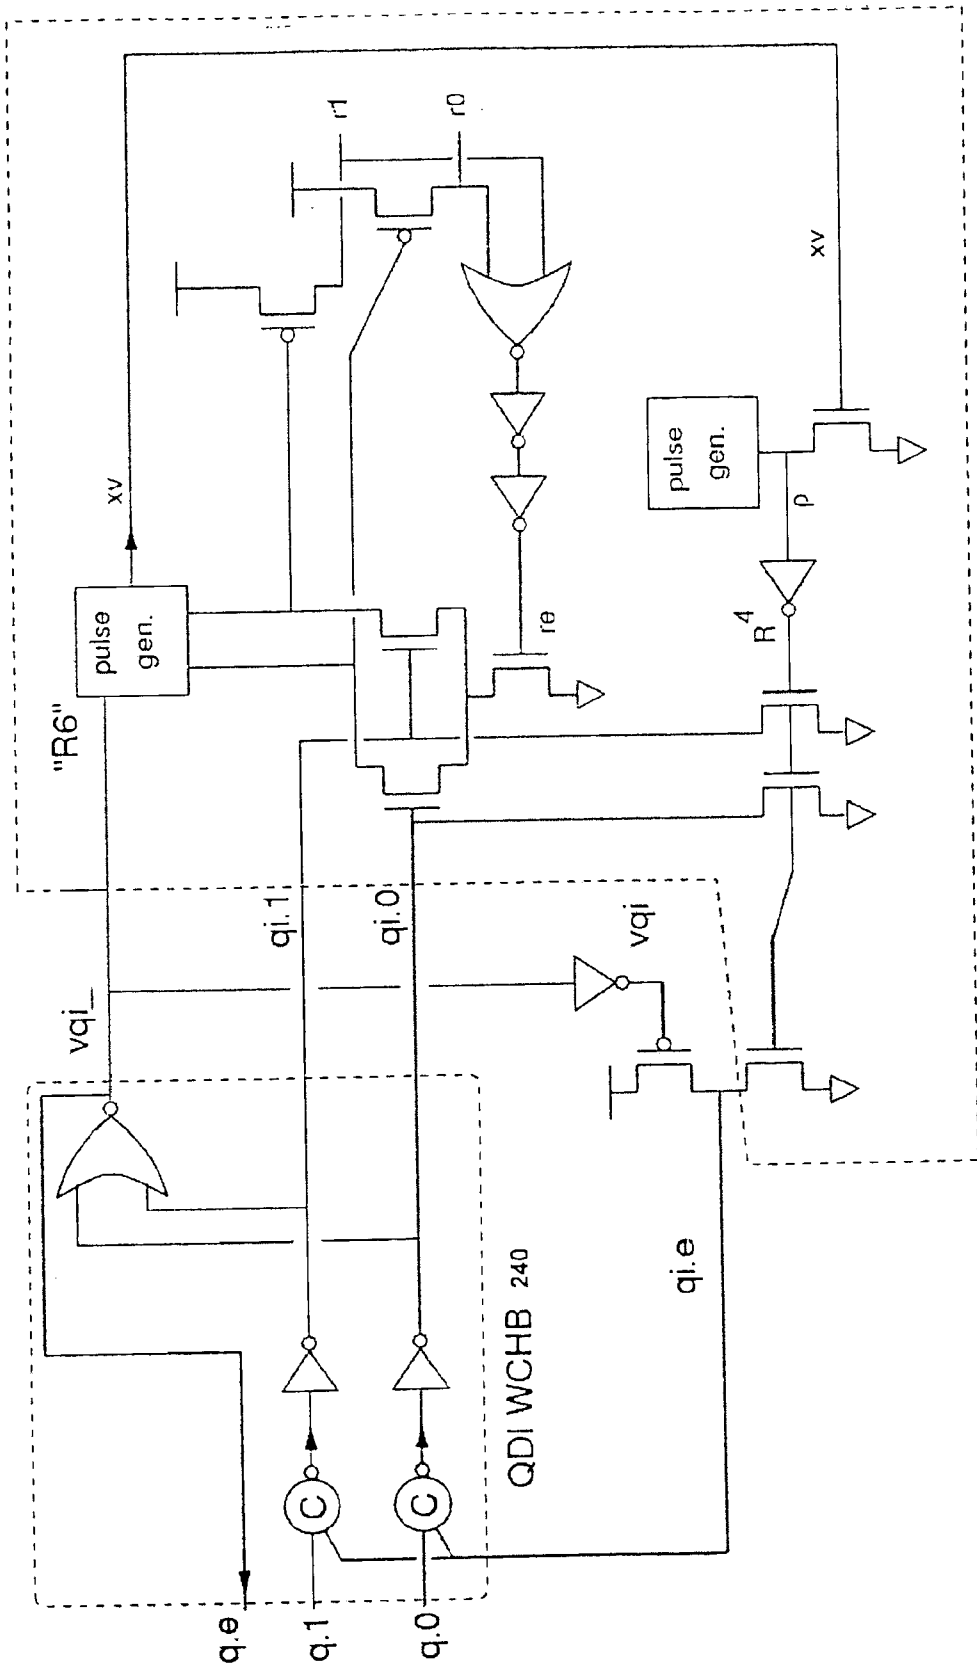 q.e
q.1
q.0
QDI WCHB 240
vqi_
qi.1
qi.0
qi.e
vqi
"R6"
pulse
gen.
xv
re
r1
r0
R4
ρ
pulse
gen.
xv
C
C